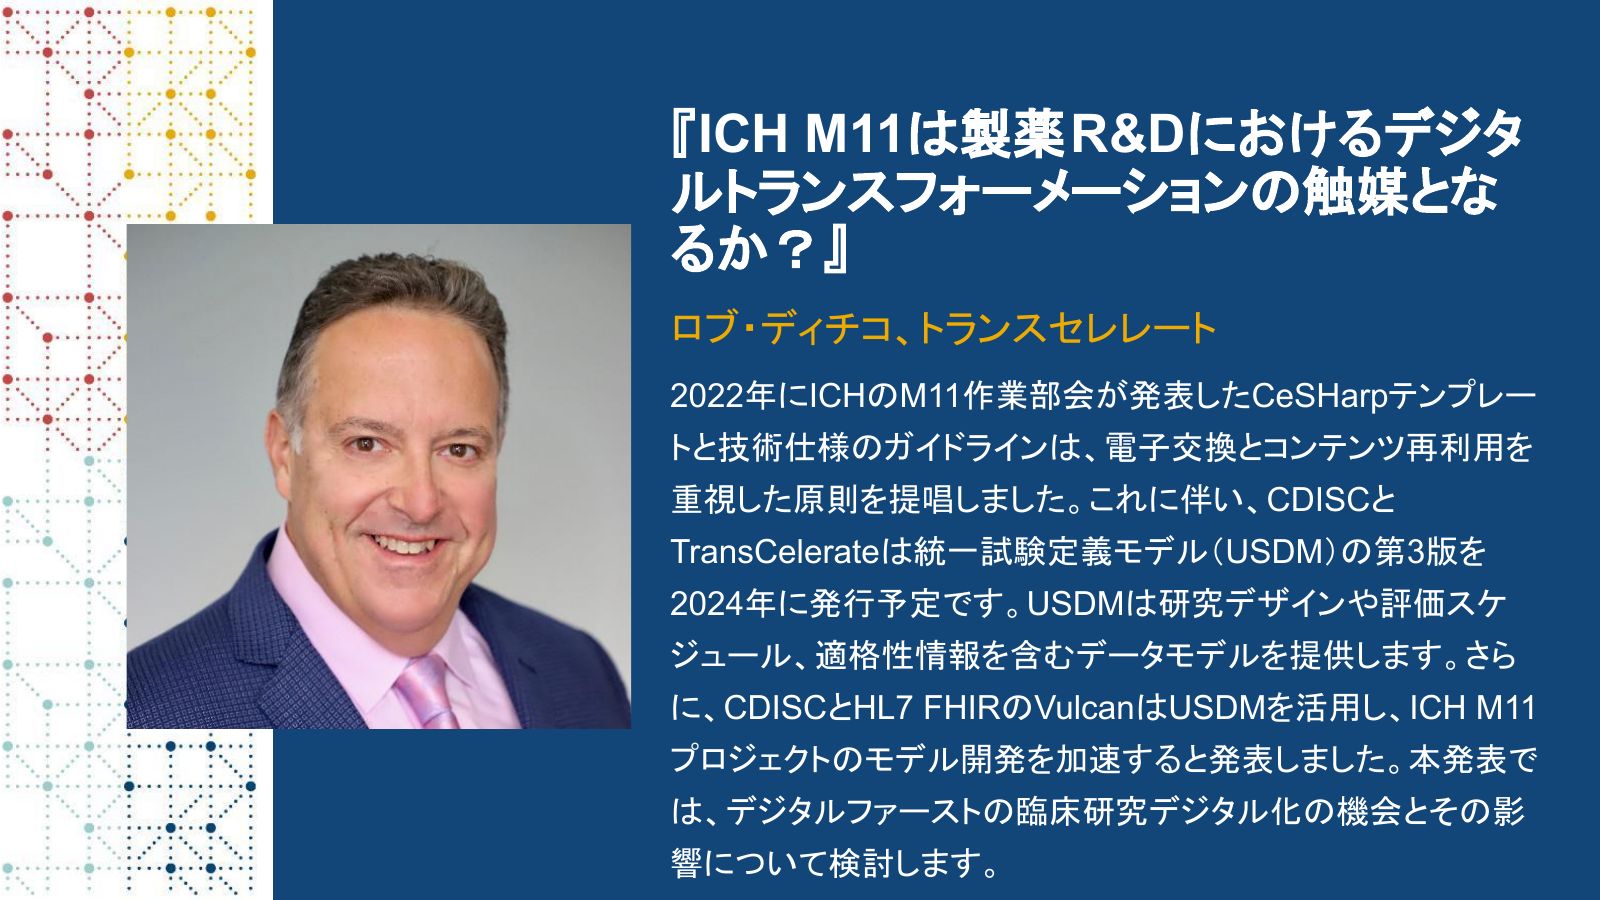 『ICH M11は製薬R&Dにおけるデジタ
ルトランスフォーメーションの触媒とな
るか？』
ロブ・ディチコ、トランスセレレート
2022年にICHのM11作業部会が発表したCeSHarpテンプレー
トと技術仕様のガイドラインは、電子交換とコンテンツ再利用を
重視した原則を提唱しました。これに伴い、CDISCと
TransCelerateは統一試験定義モデル（USDM）の第3版を
2024年に発行予定です。USDMは研究デザインや評価スケ
ジュール、適格性情報を含むデータモデルを提供します。さら
に、CDISCとHL7 FHIRのVulcanはUSDMを活用し、ICH M11
プロジェクトのモデル開発を加速すると発表しました。本発表で
は、デジタルファーストの臨床研究デジタル化の機会とその影
響について検討します。